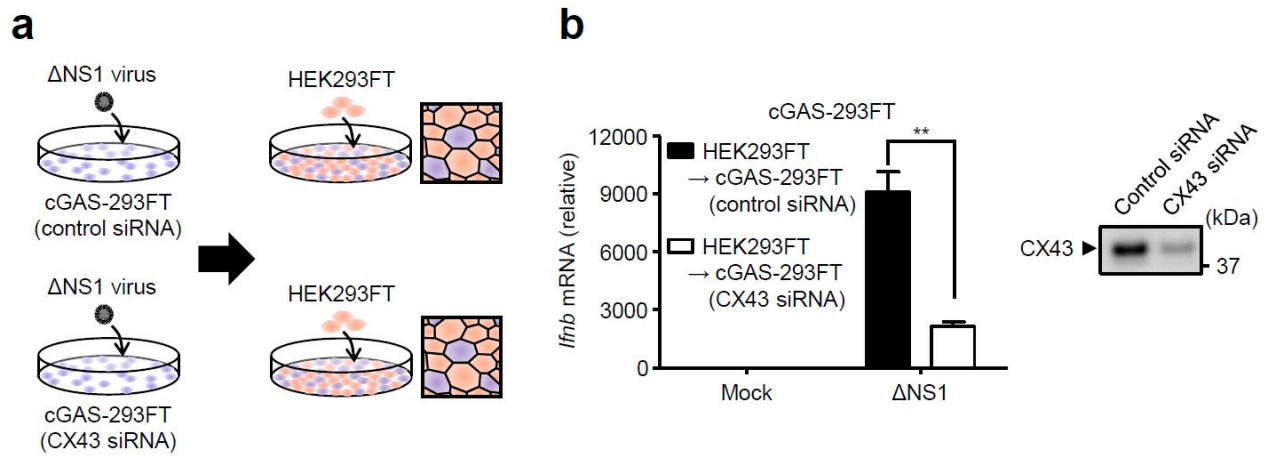 a
ΔNS1 virus
cGAS-293FT
(control siRNA)
HEK293FT
ΔNS1 virus
cGAS-293FT
(CX43 siRNA)
HEK293FT
b
cGAS-293FT
Ifnb mRNA (relative)
12000
9000
6000
3000
0
HEK293FT
→ cGAS-293FT
(control siRNA)
HEK293FT
→ cGAS-293FT
(CX43 siRNA)
**
Mock
ΔNS1
Control siRNA
CX43 siRNA
(kDa)
CX43
37